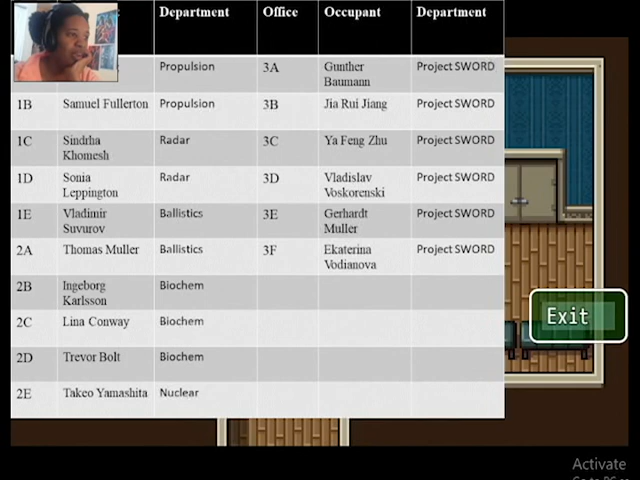 Department Office Occupant Department
Propulsion 3A Gunther Project SWORD
Baumann
1B Samuel Fullerton Propulsion 3B Jia Rui Jiang Project SWORD
1C Sindrha Radar 3C Ya Feng Zhu Project SWORD
Khomesh
1D Sonia Radar 3D Vladislav Project SWORD
Leppington Voskorenski
1E Vladimir Ballistics 3E Gerhardt Project SWORD
Suvurov Muller
2A Thomas Muller Ballistics 3F Ekaterina Project SWORD
Vodianova
2B Ingeborg Biochem
Karlsson
2C Lina Conway Biochem
2D Trevor Bolt Biochem
2E Takeo Yamashita Nuclear
Exit
Activate